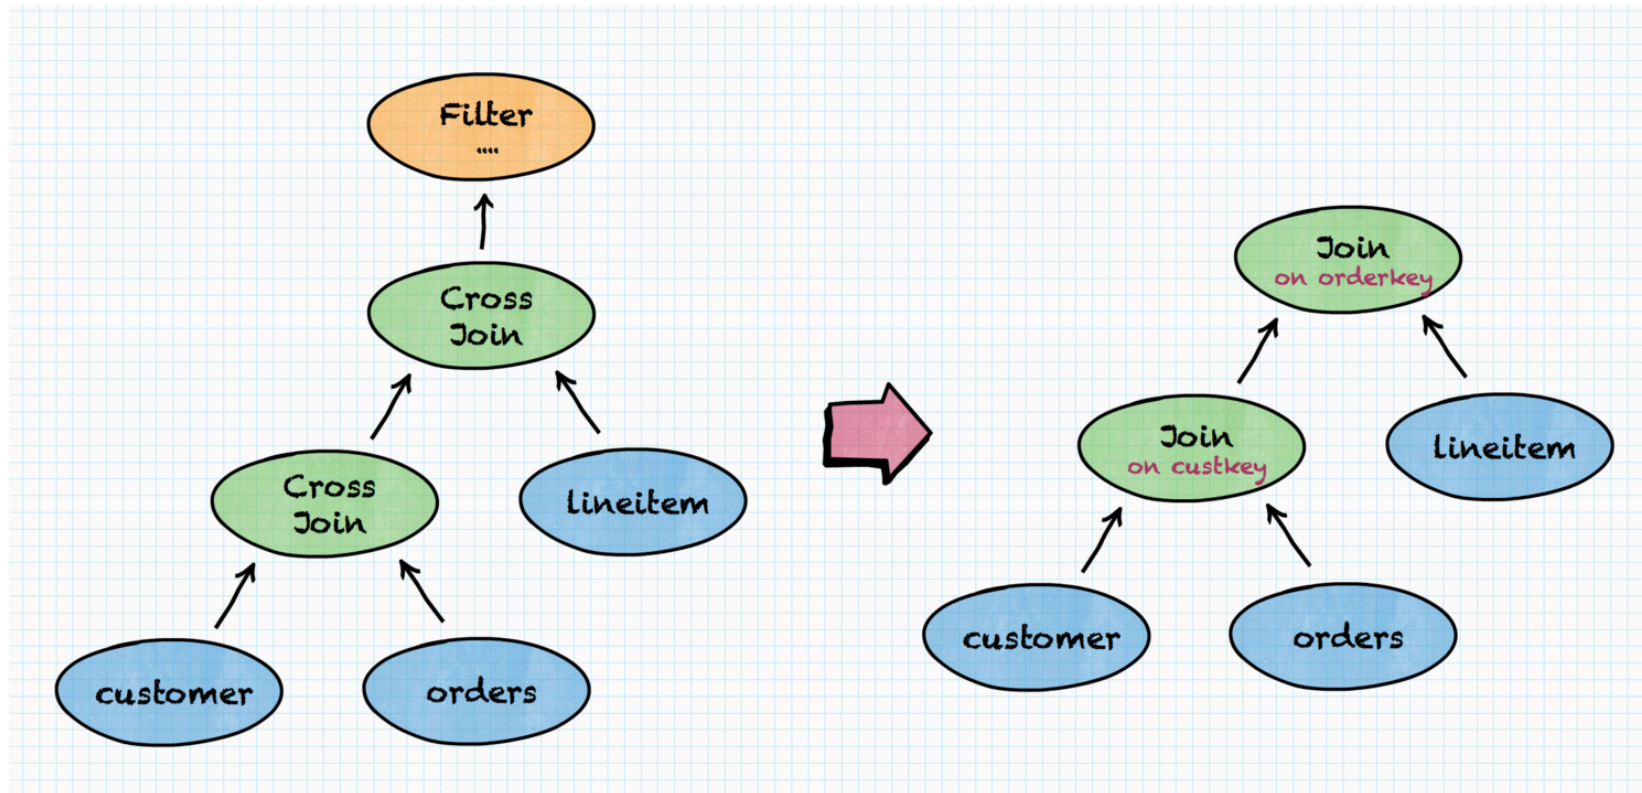 Filter
....
Cross
Join
Cross
Join
lineitem
customer
orders
Join
on orderkey
Join
on custkey
lineitem
customer
orders